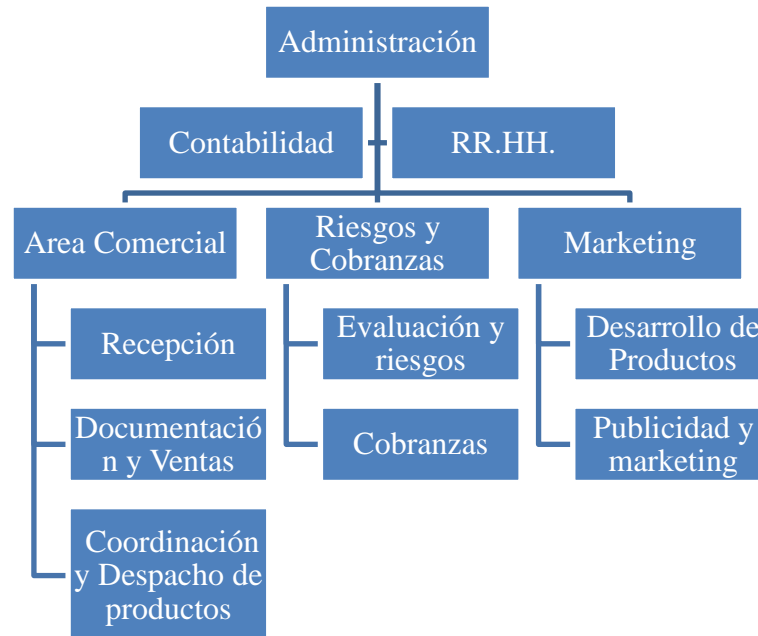 Administración
Contabilidad
RR.HH.
Area Comercial
Riesgos y
Cobranzas
Marketing
Recepción
Documentació
n y Ventas
Coordinación
y Despacho de
productos
Evaluación y
riesgos
Cobranzas
Desarrollo de
Productos
Publicidad y
marketing